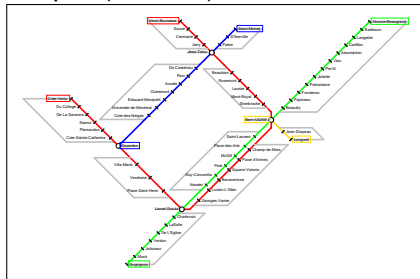 Henri-Bourassa
Sauvé
Crémazie
Jarry
Jean-Talon
Saint-Michel
D'Iberville
Fabre
Honoré-Beaugrand
Radisson
Langelier
Cadillac
Assomption
Viau
Pie-IX
Joliette
Préfontaine
Frontenac
Papineau
Beaudry
De Castelnau
Parc
Acadie
Outremont
Edouard-Montpetit
Université-de-Montréal
Côte-des-Neiges
Beaubien
Rosemont
Laurier
Mont-Royal
Sherbrooke
Côte-Vertu
Du Collège
De La Savanne
Namur
Plamondon
Côte-Sainte-Catherine
Snowdon
Berri-UQAM
Jean-Drapeau
Longueuil
Saint-Laurent
Place-des-Arts
McGill
Peel
Guy-Concordia
Atwater
Champ-de-Mars
Place-d'Armes
Square-Victoria
Bonaventure
Lucien-L'Allier
Georges-Vanier
Villa-Maria
Vendôme
Place-Saint-Henri
Lionel-Groulx
Charlevoix
LaSalle
De L'Église
Verdun
Jolicoeur
Monk
Angrignon